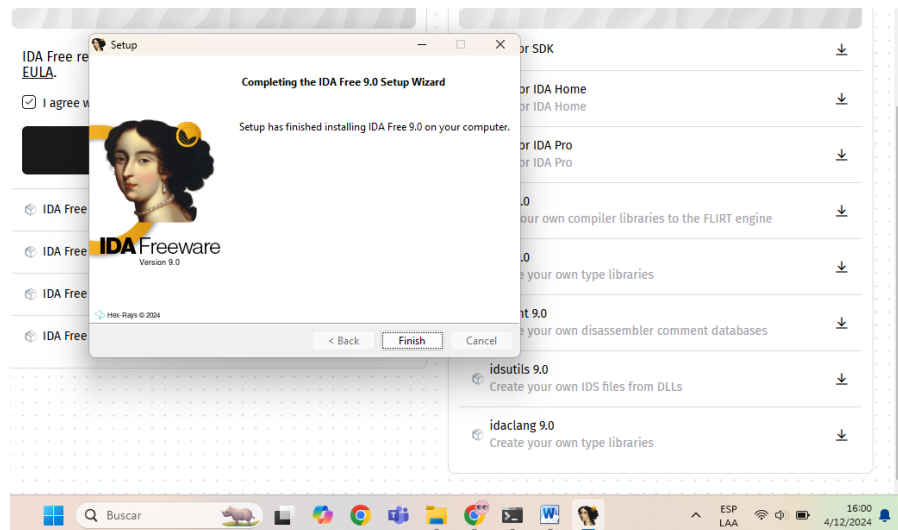 IDA Free re
EULA.
I agree w
IDA Free
IDA Free
IDA Free
IDA Free
Setup
Completing the IDA Free 9.0 Setup Wizard
Setup has finished installing IDA Free 9.0 on your computer.
IDA Freeware
Version 9.0
Hex-Rays © 2024
< Back
Finish
Cancel
or SDK
or IDA Home
or IDA Home
or IDA Pro
or IDA Pro
.0
our own compiler libraries to the FLIRT engine
.0
e your own type libraries
nt 9.0
e your own disassembler comment databases
idsutils 9.0
Create your own IDS files from DLLs
idaclang 9.0
Create your own type libraries
Buscar
ESP
LAA
16:00
4/12/2024